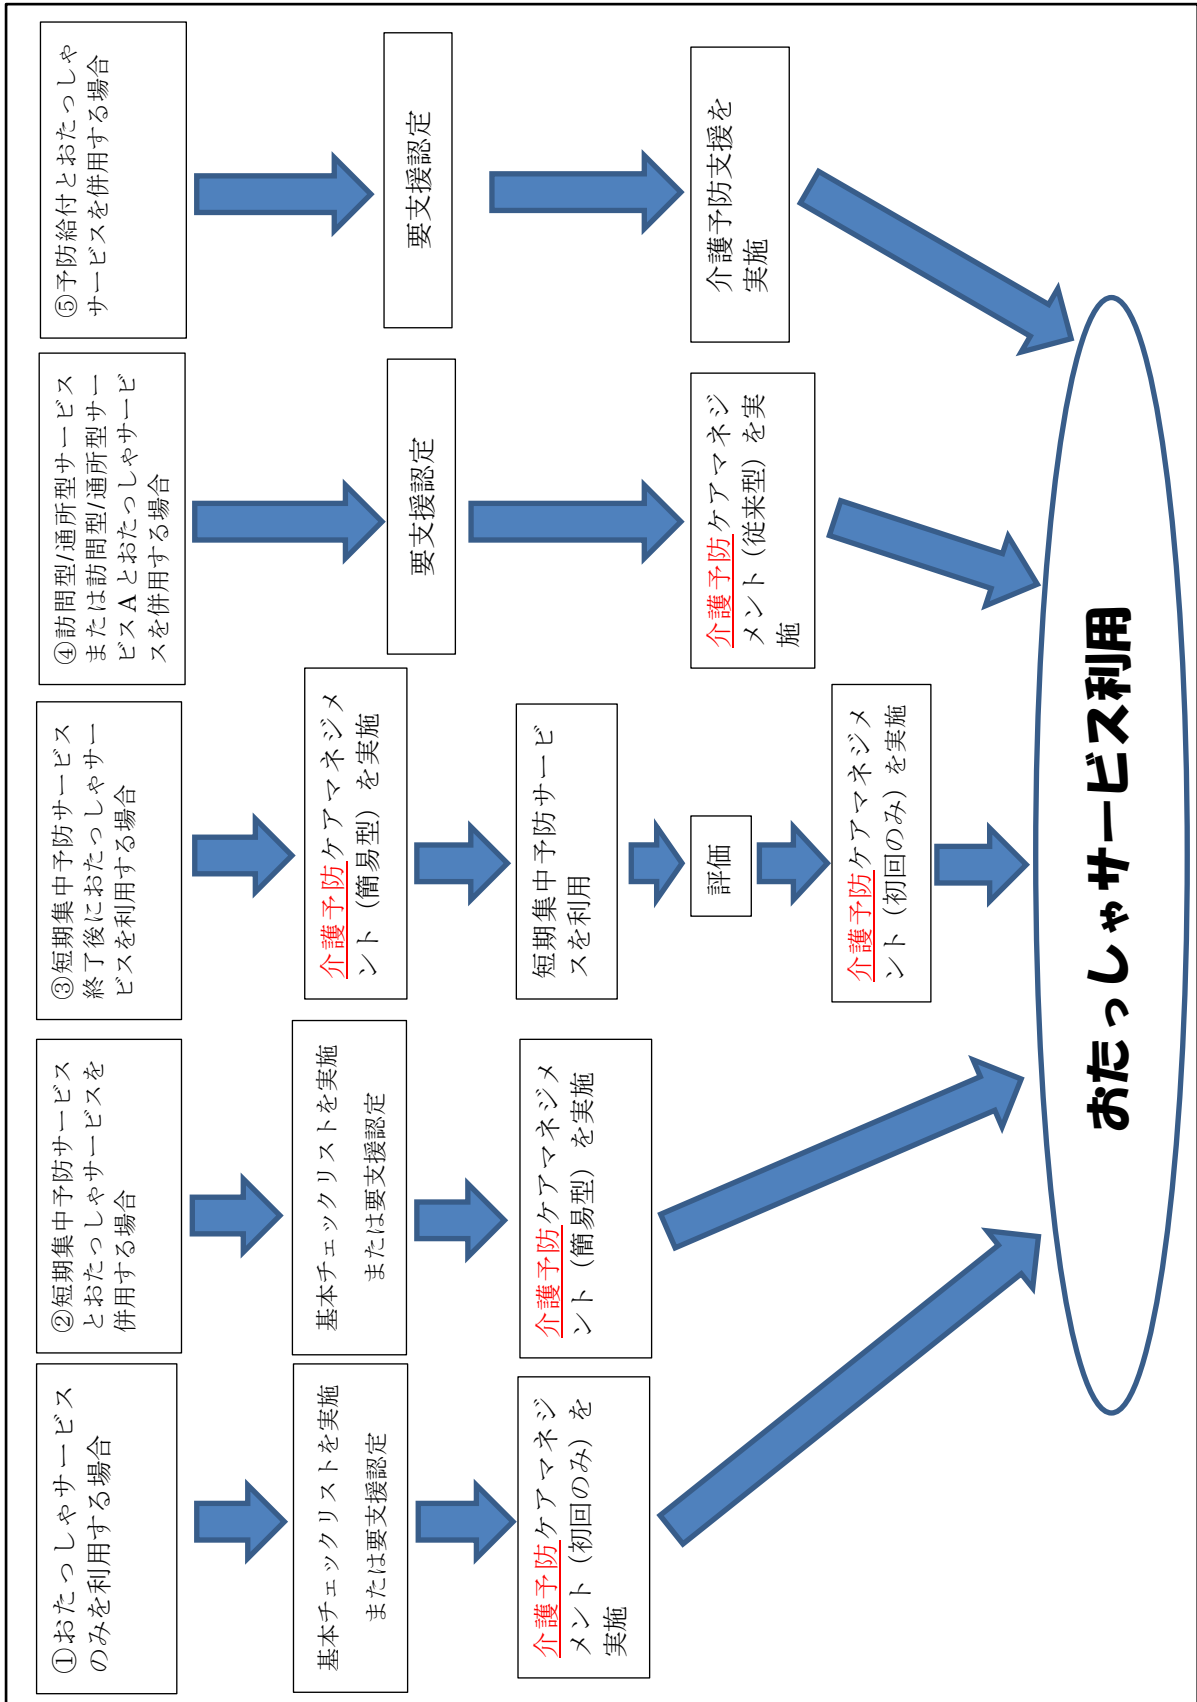 ①おたっしゃサービス
のみを利用する場合
基本チェックリストを実施
または要支援認定
介護予防ケアマネジ
メント（初回のみ）を
実施
②短期集中予防サービス
とおたっしゃサービスを
併用する場合
基本チェックリストを実施
または要支援認定
介護予防ケアマネジメ
ント（簡易型）を実施
③短期集中予防サービス
終了後におたっしゃサー
ビスを利用する場合
介護予防ケアマネジメ
ント（簡易型）を実施
短期集中予防サービ
スを利用
評価
介護予防ケアマネジメ
ント（初回のみ）を実施
④訪問型/通所型サービス
または訪問型/通所型サー
ビスAとおたっしゃサービ
スを併用する場合
要支援認定
介護予防ケアマネジ
メント（従来型）を実
施
⑤予防給付とおたっしゃ
サービスを併用する場合
要支援認定
介護予防支援を
実施
おたっしゃサービス利用